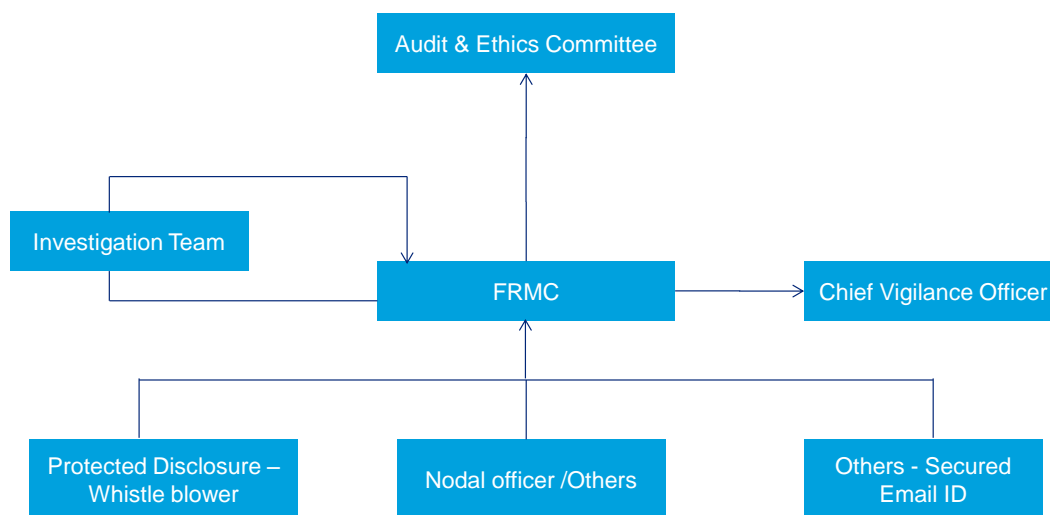 Audit & Ethics Committee
Investigation Team
FRMC
Chief Vigilance Officer
Protected Disclosure –
Whistle blower
Nodal officer /Others
Others - Secured
Email ID